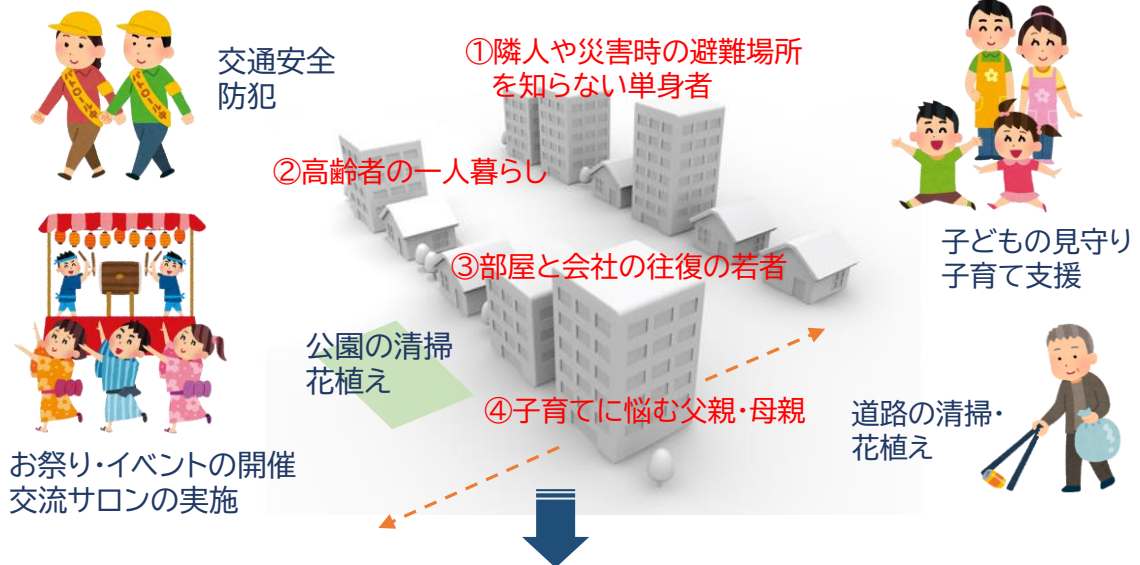 交通安全
防犯
①隣人や災害時の避難場所
を知らない単身者
②高齢者の一人暮らし
子どもの見守り
子育て支援
③部屋と会社の往復の若者
公園の清掃
花植え
④子育てに悩む父親・母親
道路の清掃・
花植え
お祭り・イベントの開催
交流サロンの実施